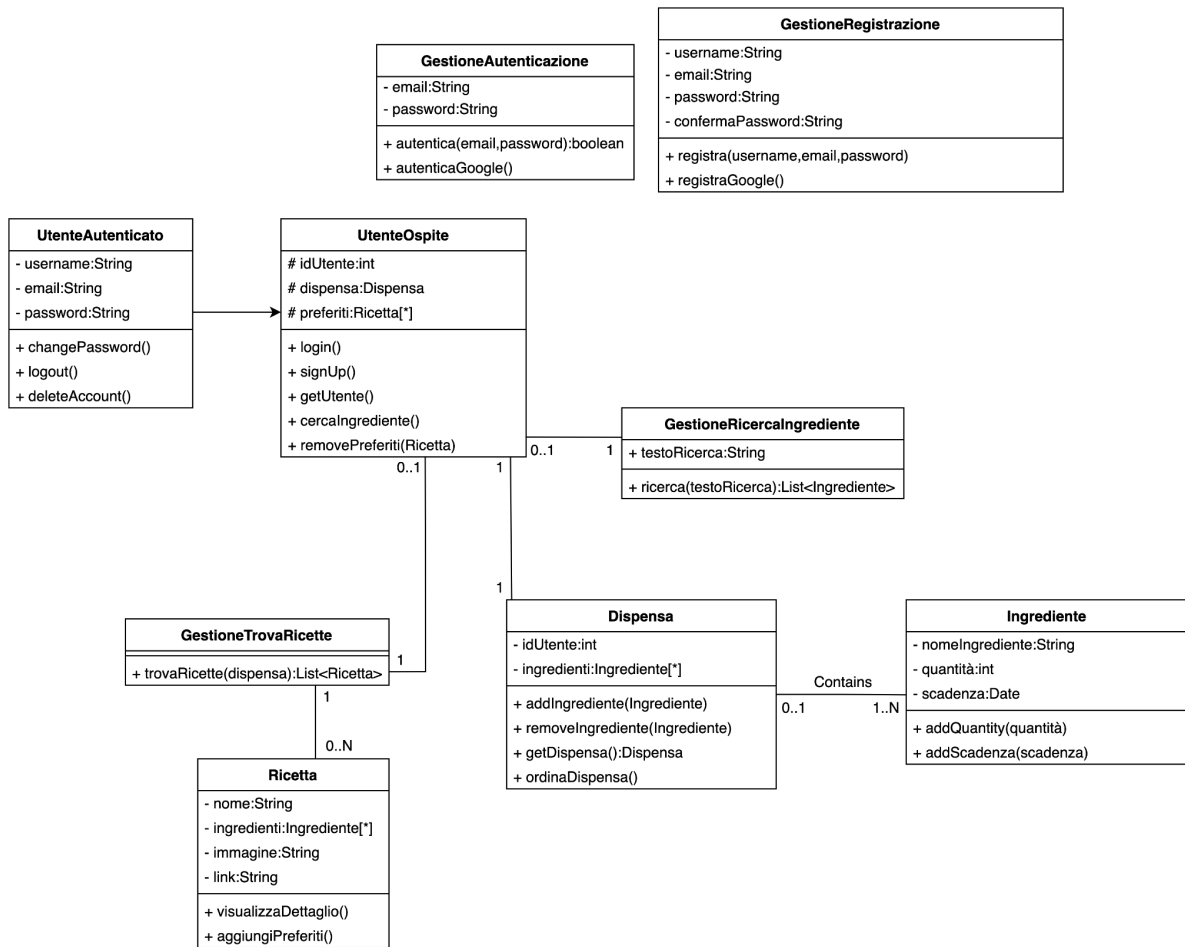 GestioneRegistrazione
- username:String
- email:String
- password:String
- confermaPassword:String
+ registra(username,email,password)
+ registraGoogle()
GestioneAutenticazione
- email:String
- password:String
+ autentica(email,password):boolean
+ autenticaGoogle()
UtenteAutenticato
- username:String
- email:String
- password:String
+ changePassword()
+ logout()
+ deleteAccount()
UtenteOspite
# idUtente:int
# dispensa:Dispensa
# preferiti:Ricetta[*]
+ login()
+ signUp()
+ getUtente()
+ cercaIngrediente()
+ removePreferiti(Ricetta)
0..1
1
0..1
1
GestioneRicercaIngrediente
+ testoRicerca:String
+ ricerca(testoRicerca):List<Ingrediente>
1
Dispensa
- idUtente:int
- ingredienti:Ingrediente[*]
+ addIngrediente(Ingrediente)
+ removeIngrediente(Ingrediente)
+ getDispensa():Dispensa
+ ordinaDispensa()
Contains
0..1
1..N
Ingrediente
- nomeIngrediente:String
- quantità:int
- scadenza:Date
+ addQuantity(quantità)
+ addScadenza(scadenza)
GestioneTrovaRicette
+ trovaRicette(dispensa):List<Ricetta>
1
1
0..N
Ricetta
- nome:String
- ingredienti:Ingrediente[*]
- immagine:String
- link:String
+ visualizzaDettaglio()
+ aggiungiPreferiti()